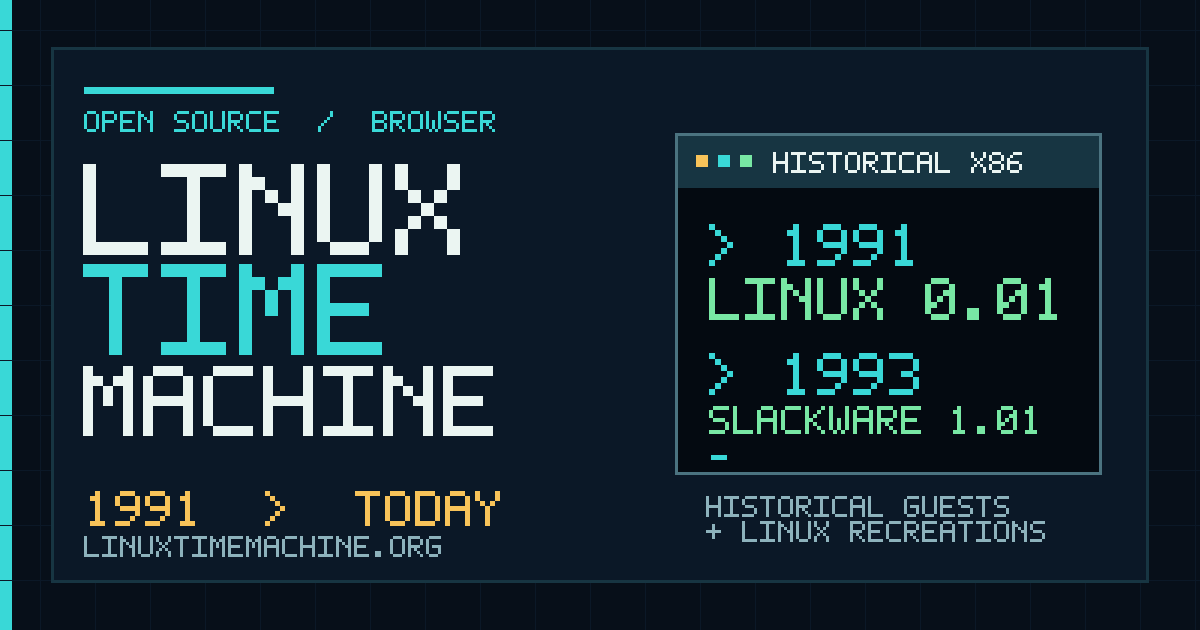 OPEN SOURCE / BROWSER
LINUX
TIME
MACHINE
1991 > TODAY
LINUXTIMEMACHINE.ORG
HISTORICAL X86
> 1991
LINUX 0.01
> 1993
SLACKWARE 1.01
_
HISTORICAL GUESTS
+ LINUX RECREATIONS